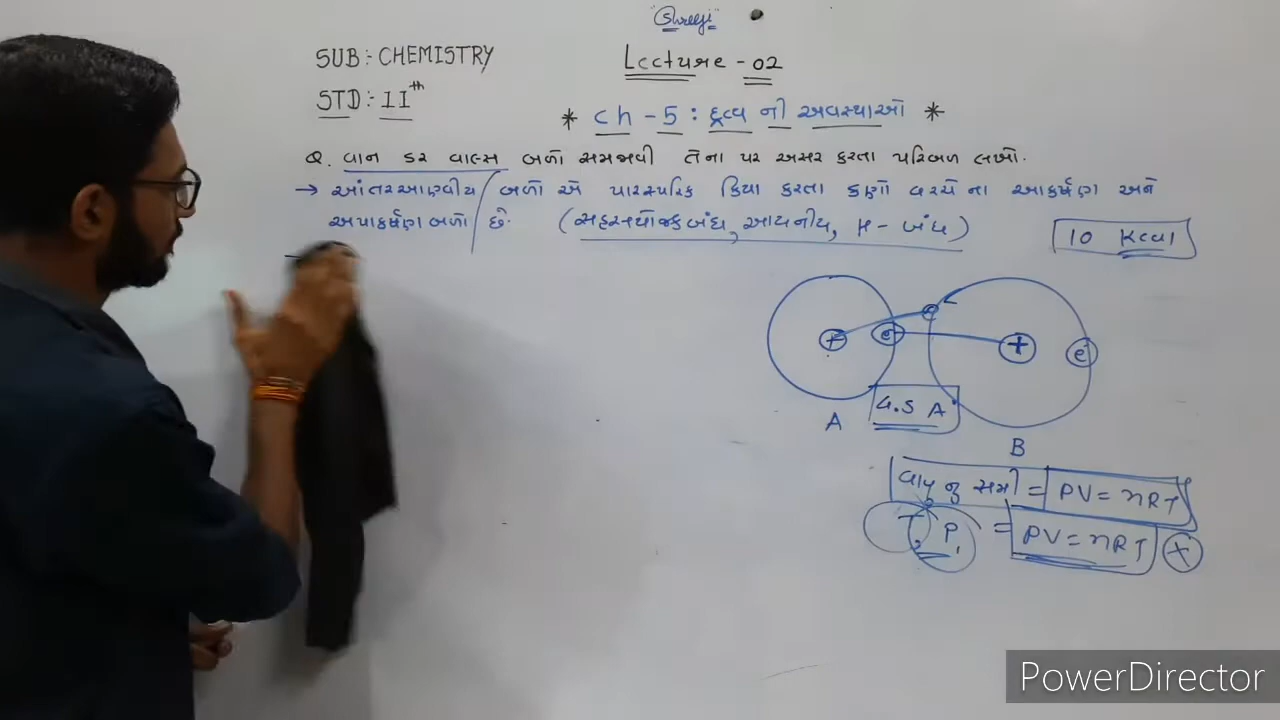 "Shreeji"
SUB:- CHEMISTRY
Lecture - 02
STD:- 11th
* Ch - 5 : દ્રવ્ય ની અવસ્થાઓ *
Q. વાન ડર વાલ્સ બળો સમજાવી તેના પર અસર કરતા પરિબળ લખો.
→ આંતરઆણ્વીય બળો એ પારસ્પરિક ક્રિયા કરતા કણો વચ્ચેના આકર્ષણ અને
અપાકર્ષણ બળો છે. (સહસંયોજક બંધ, આયનીય, H - બંધ)
10 Kcal
+ e e + e
4.5 A°
A
B
વાયુ નુ સમી = PV = nRT
T, P, = PV = nRT X
PowerDirector